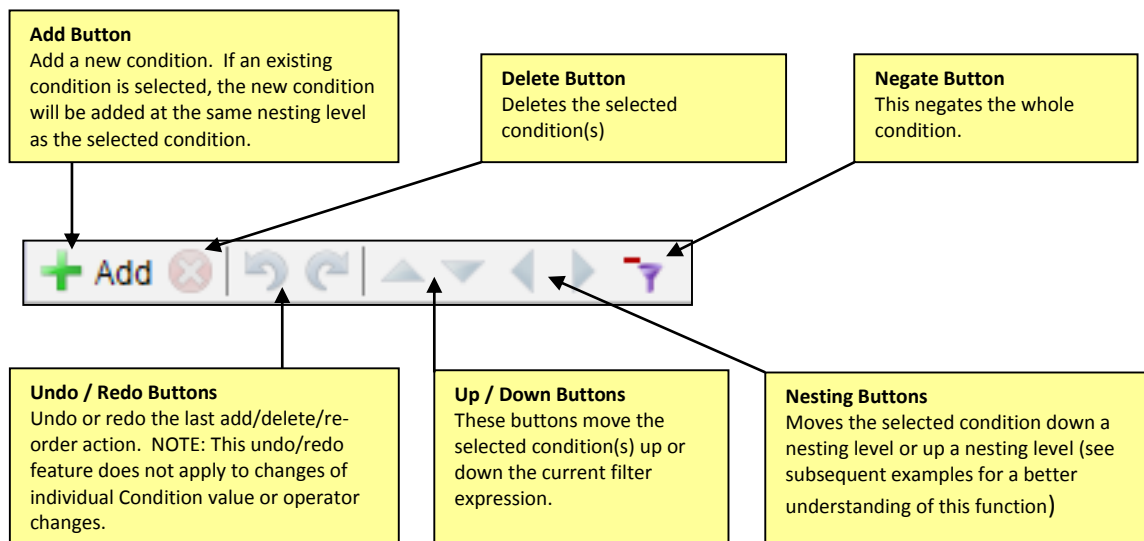 Add Button
Add a new condition.  If an existing
condition is selected, the new condition
will be added at the same nesting level
as the selected condition.
Delete Button
Deletes the selected
condition(s)
Negate Button
This negates the whole
condition.
Add
Undo / Redo Buttons
Undo or redo the last add/delete/re-
order action.  NOTE: This undo/redo
feature does not apply to changes of
individual Condition value or operator
changes.
Up / Down Buttons
These buttons move the
selected condition(s) up or
down the current filter
expression.
Nesting Buttons
Moves the selected condition down a
nesting level or up a nesting level (see
subsequent examples for a better
understanding of this function)